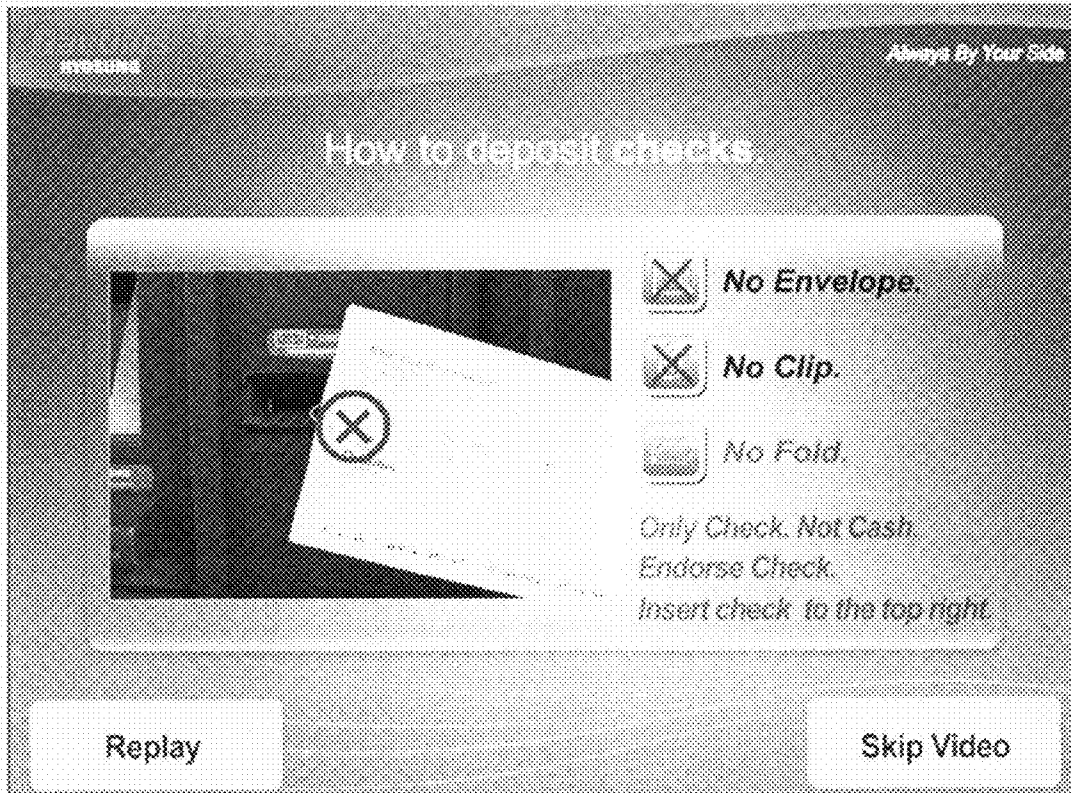 Always By Your Side
How to deposit checks.
No Envelope.
No Clip.
No Fold.
Only Check. Not Cash.
Endorse Check.
Insert check to the top right.
Replay
Skip Video